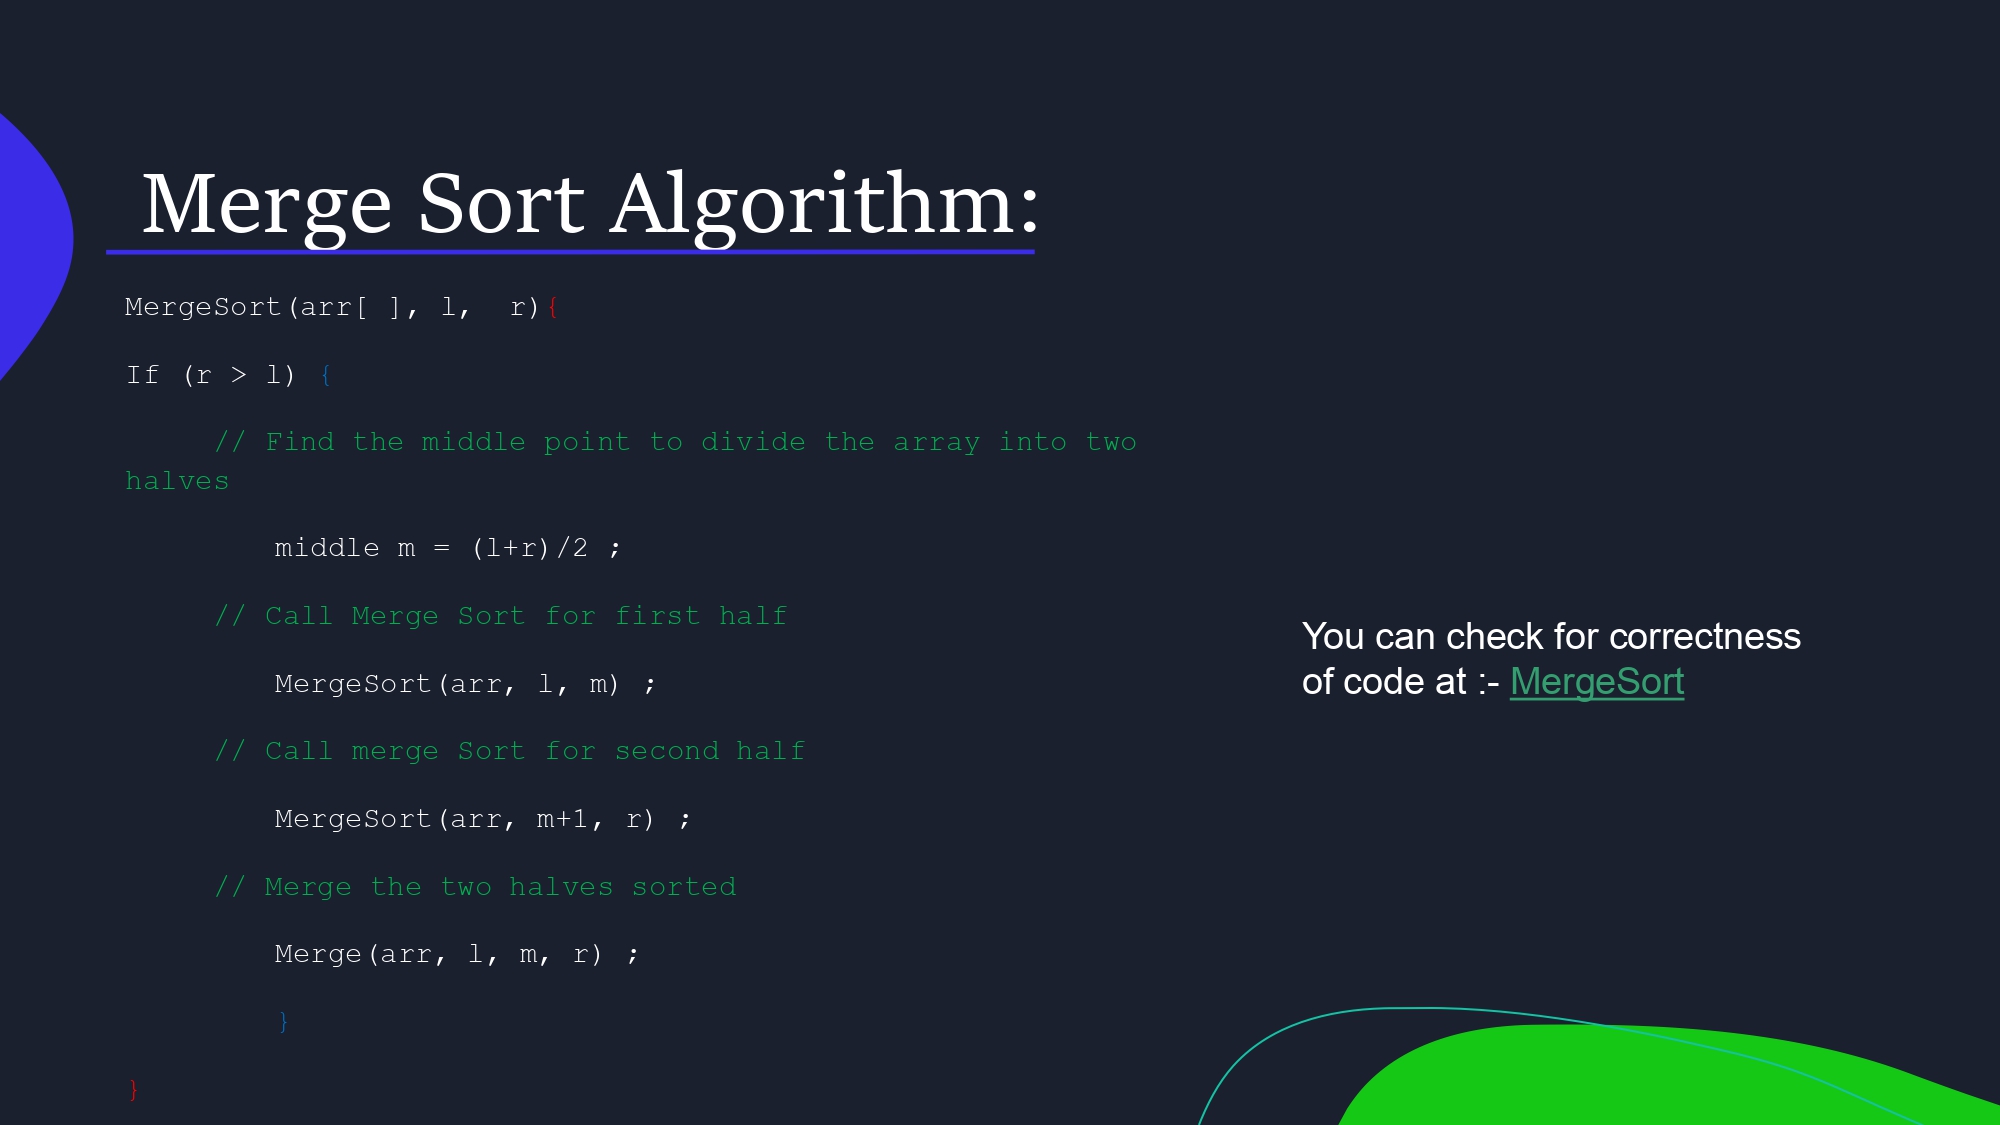 Merge Sort Algorithm:
MergeSort(arr[ ], l,  r){
If (r > l) {
// Find the middle point to divide the array into two
halves
middle m = (l+r)/2 ;
// Call Merge Sort for first half
MergeSort(arr, l, m) ;
// Call merge Sort for second half
MergeSort(arr, m+1, r) ;
// Merge the two halves sorted
Merge(arr, l, m, r) ;
}
}
You can check for correctness
of code at :- MergeSort